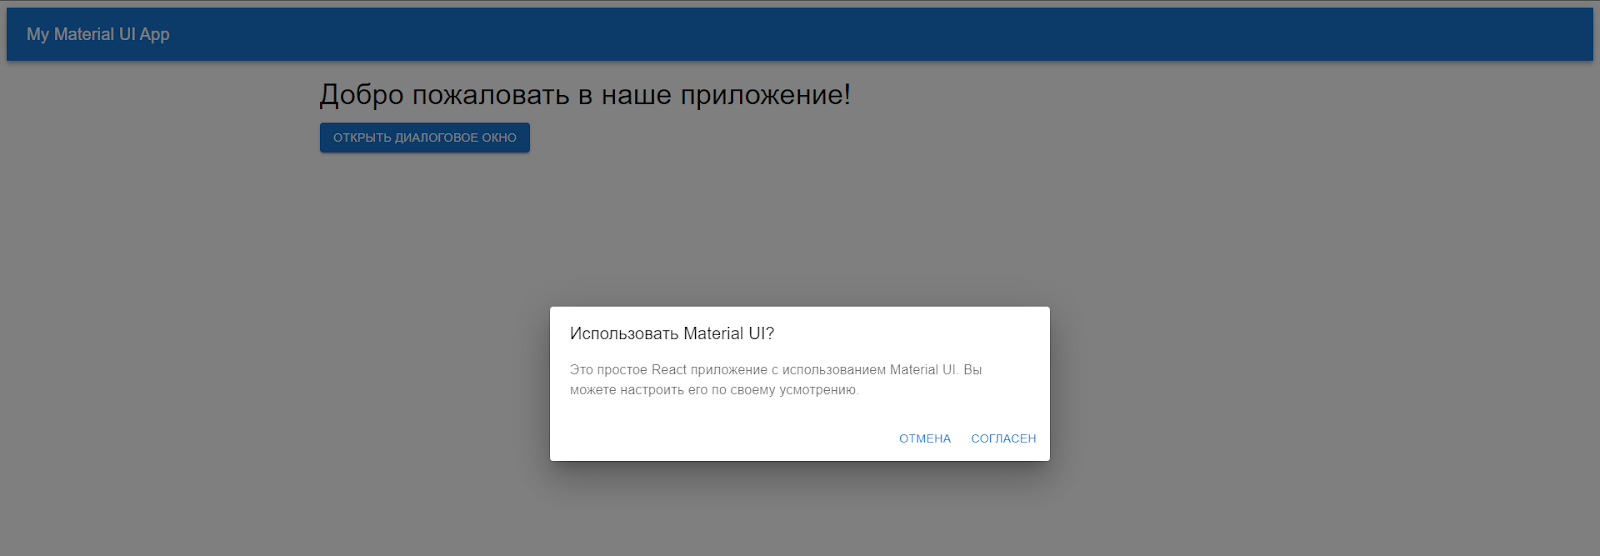 My Material UI App
Добро пожаловать в наше приложение!
ОТКРЫТЬ ДИАЛОГОВОЕ ОКНО
Использовать Material UI?
Это простое React приложение с использованием Material UI. Вы
можете настроить его по своему усмотрению.
ОТМЕНА СОГЛАСЕН